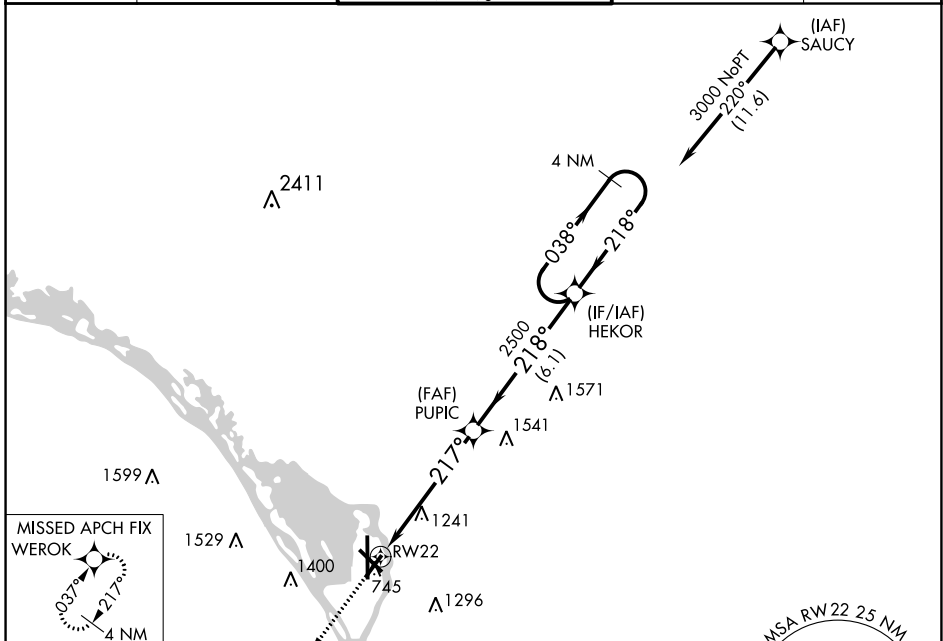 (IAF)
SAUCY
3000 NoPT
220°
(11.6)
4 NM
2411
038°
218°
(IF/IAF)
HEKOR
2500
218°
(6.1)
1571
(FAF)
PUPIC
1541
217°
1599
1241
MISSED APCH FIX
WEROK
1529
RW22
1400
745
037°
217°
1296
4 NM
MSA RW 22 25 NM